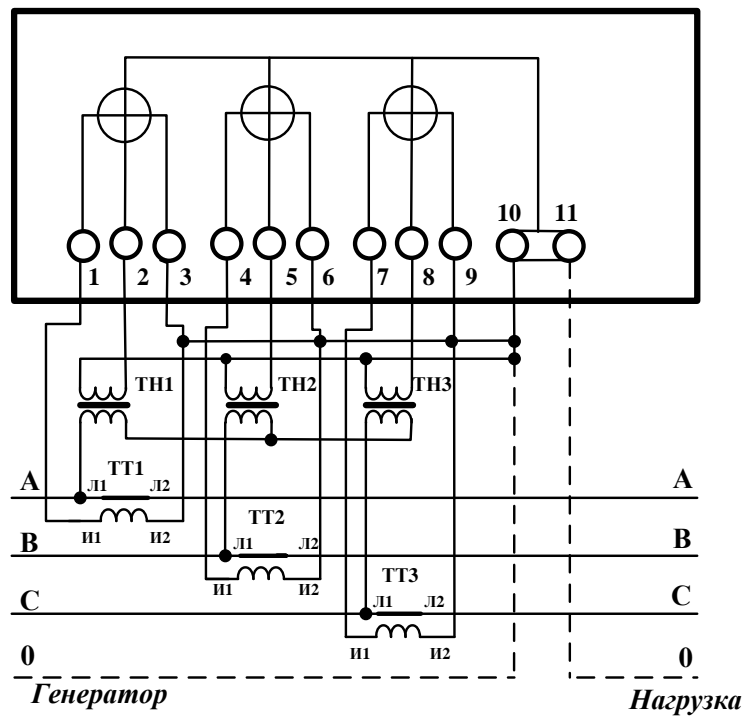 10 11
1 2 3 4 5 6 7 8 9
ТН1 ТН2 ТН3
ТТ1
А Л1 Л2 А
ТТ2
И1 И2
В Л1 Л2 В
ТТ3
И1 И2
С Л1 Л2 С
И1 И2
0 0
Генератор Нагрузка